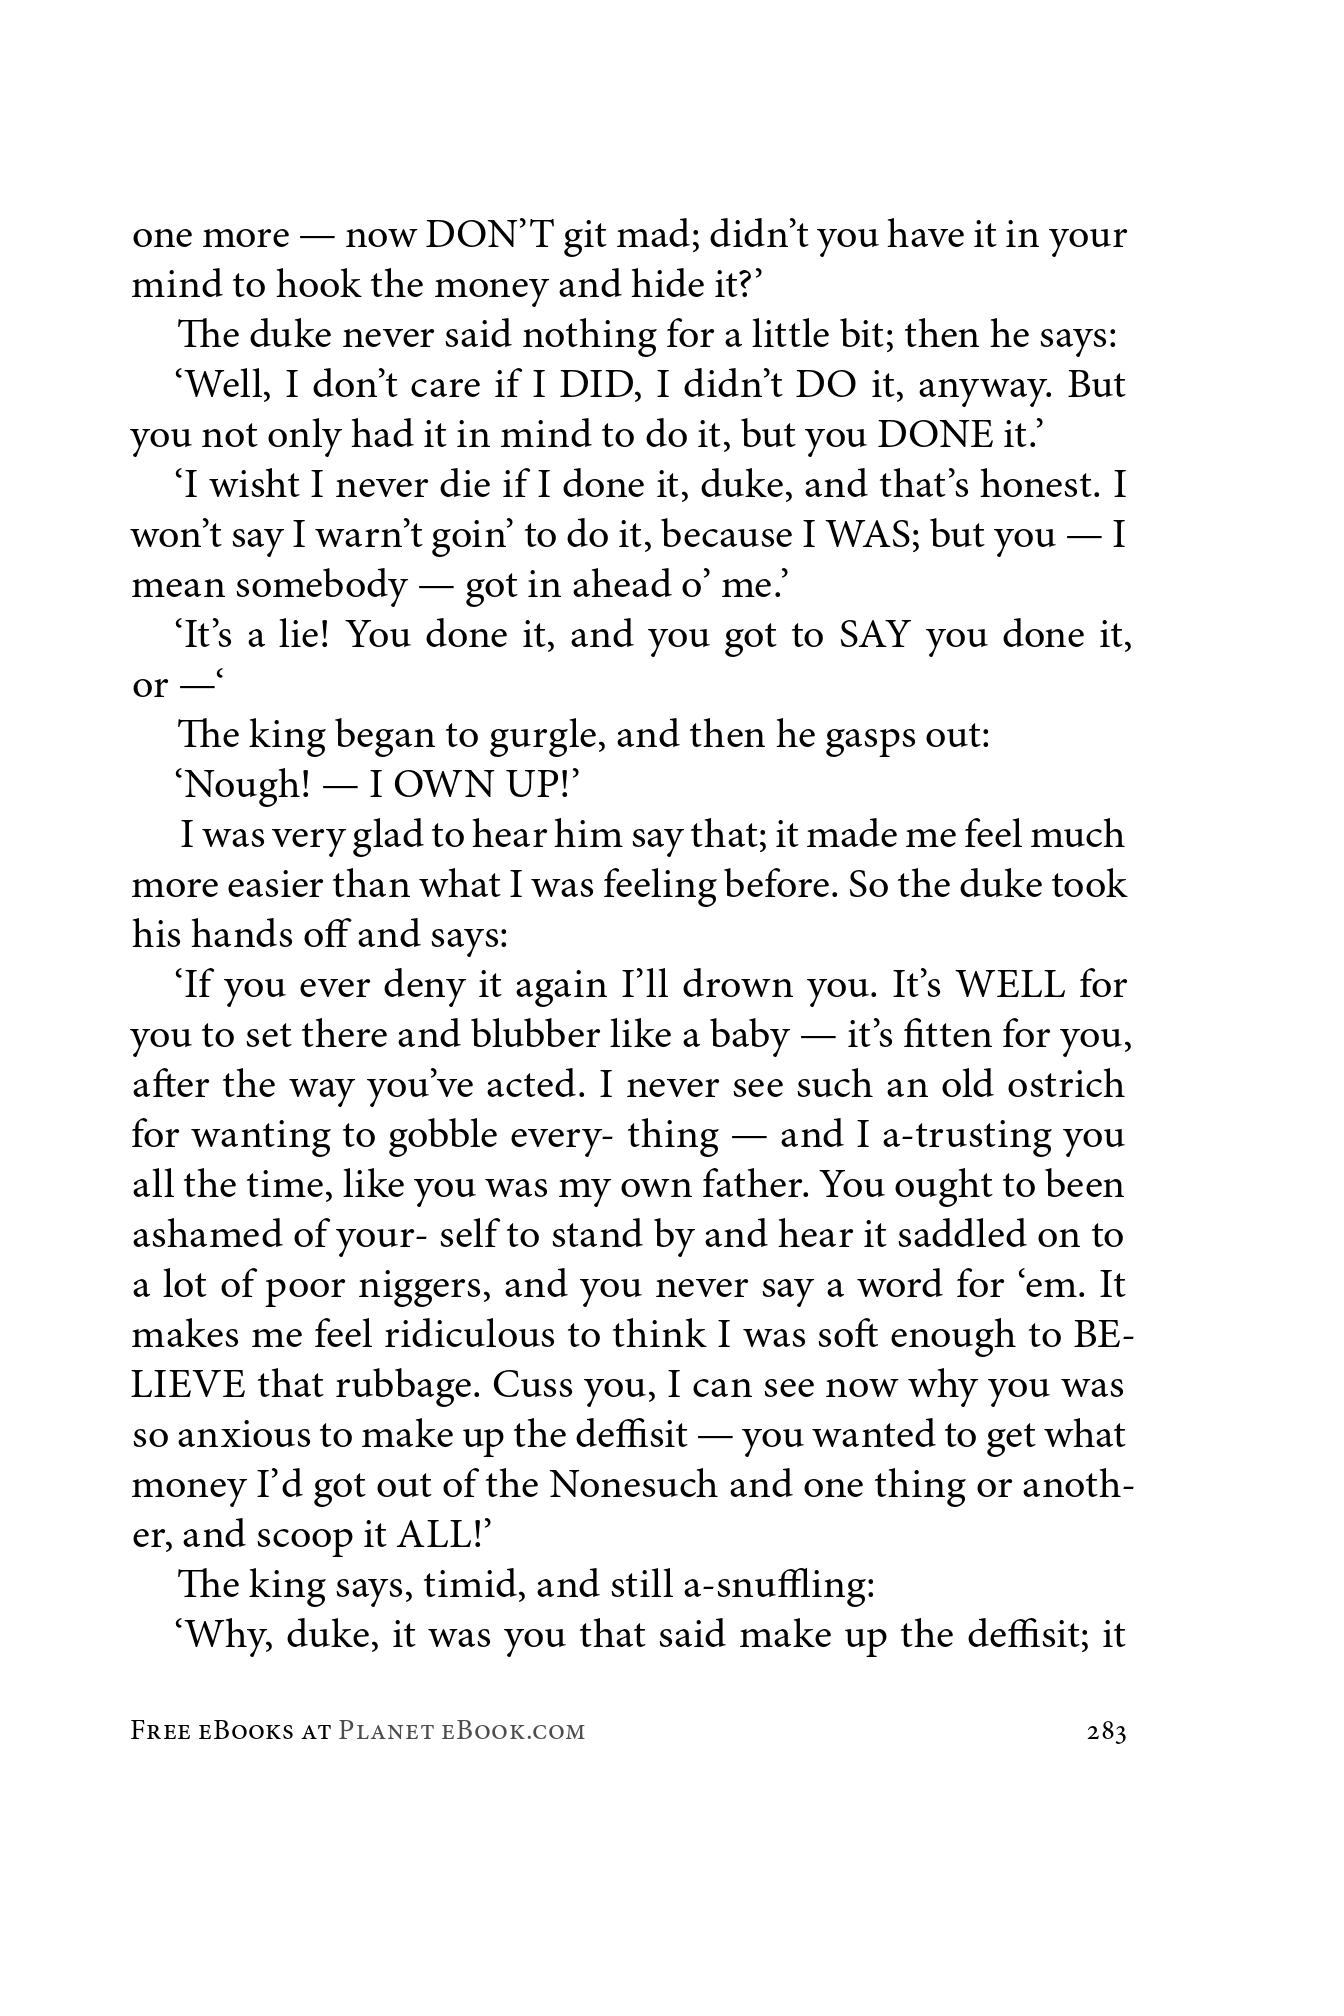 one more — now DON’T git mad; didn’t you have it in your
mind to hook the money and hide it?’
The duke never said nothing for a little bit; then he says:
‘Well, I don’t care if I DID, I didn’t DO it, anyway. But
you not only had it in mind to do it, but you DONE it.’
‘I wisht I never die if I done it, duke, and that’s honest. I
won’t say I warn’t goin’ to do it, because I WAS; but you — I
mean somebody — got in ahead o’ me.’
‘It’s a lie! You done it, and you got to SAY you done it,
or —‘
The king began to gurgle, and then he gasps out:
‘Nough! — I OWN UP!’
I was very glad to hear him say that; it made me feel much
more easier than what I was feeling before. So the duke took
his hands off and says:
‘If you ever deny it again I’ll drown you. It’s WELL for
you to set there and blubber like a baby — it’s fitten for you,
after the way you’ve acted. I never see such an old ostrich
for wanting to gobble every- thing — and I a-trusting you
all the time, like you was my own father. You ought to been
ashamed of your- self to stand by and hear it saddled on to
a lot of poor niggers, and you never say a word for ‘em. It
makes me feel ridiculous to think I was soft enough to BE-
LIEVE that rubbage. Cuss you, I can see now why you was
so anxious to make up the deffisit — you wanted to get what
money I’d got out of the Nonesuch and one thing or anoth-
er, and scoop it ALL!’
The king says, timid, and still a-snuffling:
‘Why, duke, it was you that said make up the deffisit; it
Free eBooks at Planet eBook.com 283